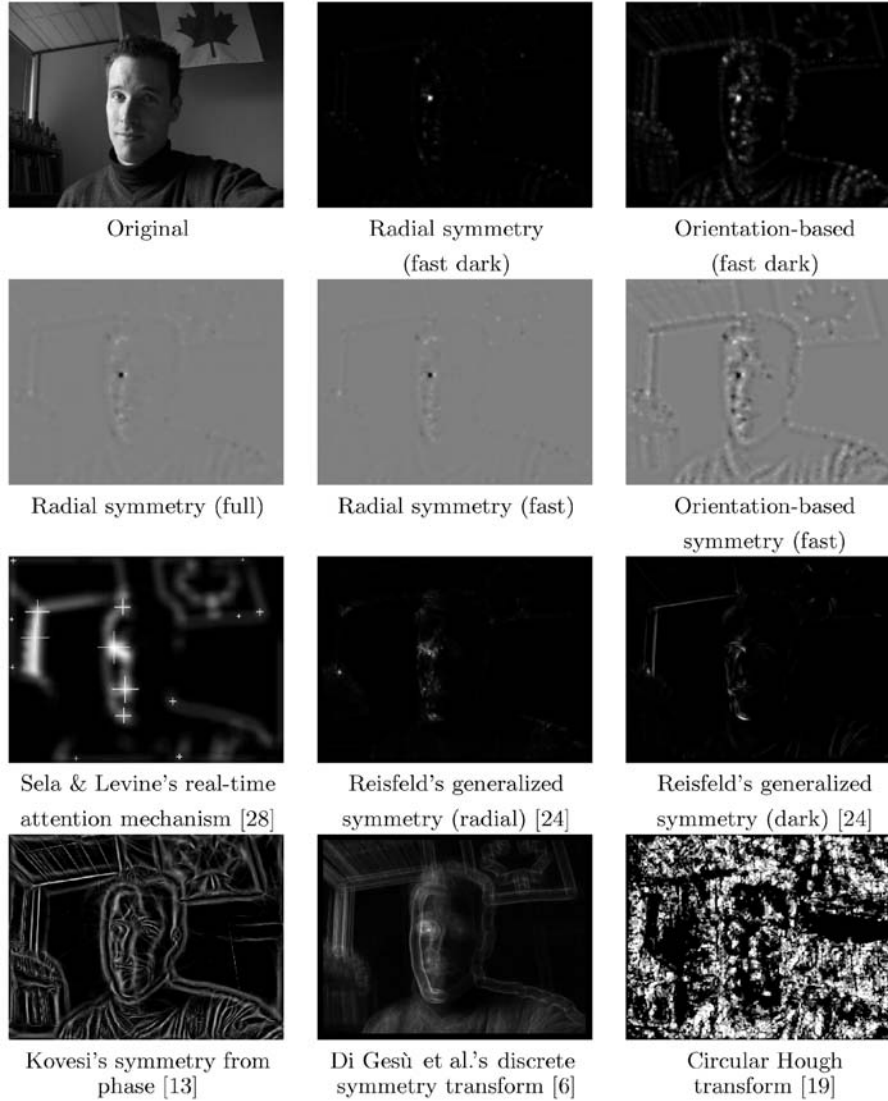 Original
Radial symmetry
(fast dark)
Orientation-based
(fast dark)
Radial symmetry (full)
Radial symmetry (fast)
Orientation-based
symmetry (fast)
Sela & Levine's real-time
attention mechanism [28]
Reisfeld's generalized
symmetry (radial) [24]
Reisfeld's generalized
symmetry (dark) [24]
Kovesi's symmetry from
phase [13]
Di Gesù et al.'s discrete
symmetry transform [6]
Circular Hough
transform [19]